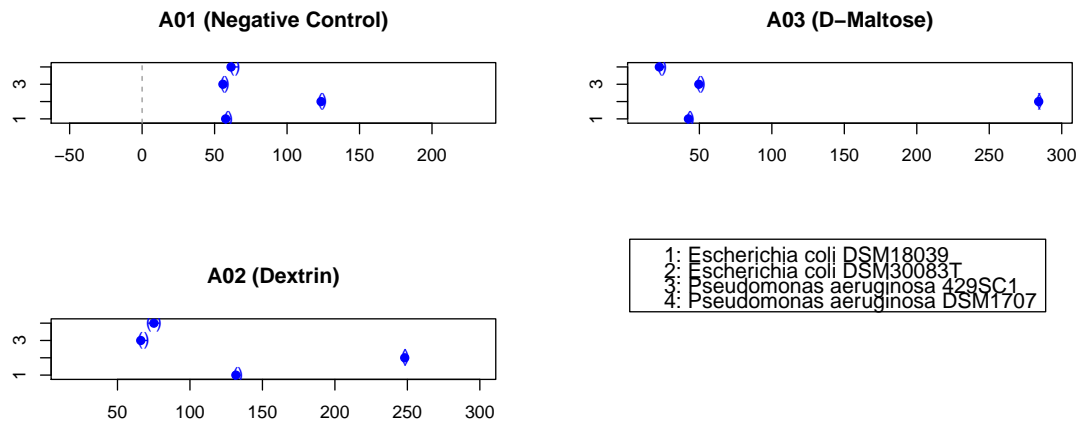 A01 (Negative Control)
3
1
−50 0 50 100 150 200
A03 (D−Maltose)
3
1
50 100 150 200 250 300
A02 (Dextrin)
3
1
50 100 150 200 250 300
1: Escherichia coli DSM18039
2: Escherichia coli DSM30083T
3: Pseudomonas aeruginosa 429SC1
4: Pseudomonas aeruginosa DSM1707